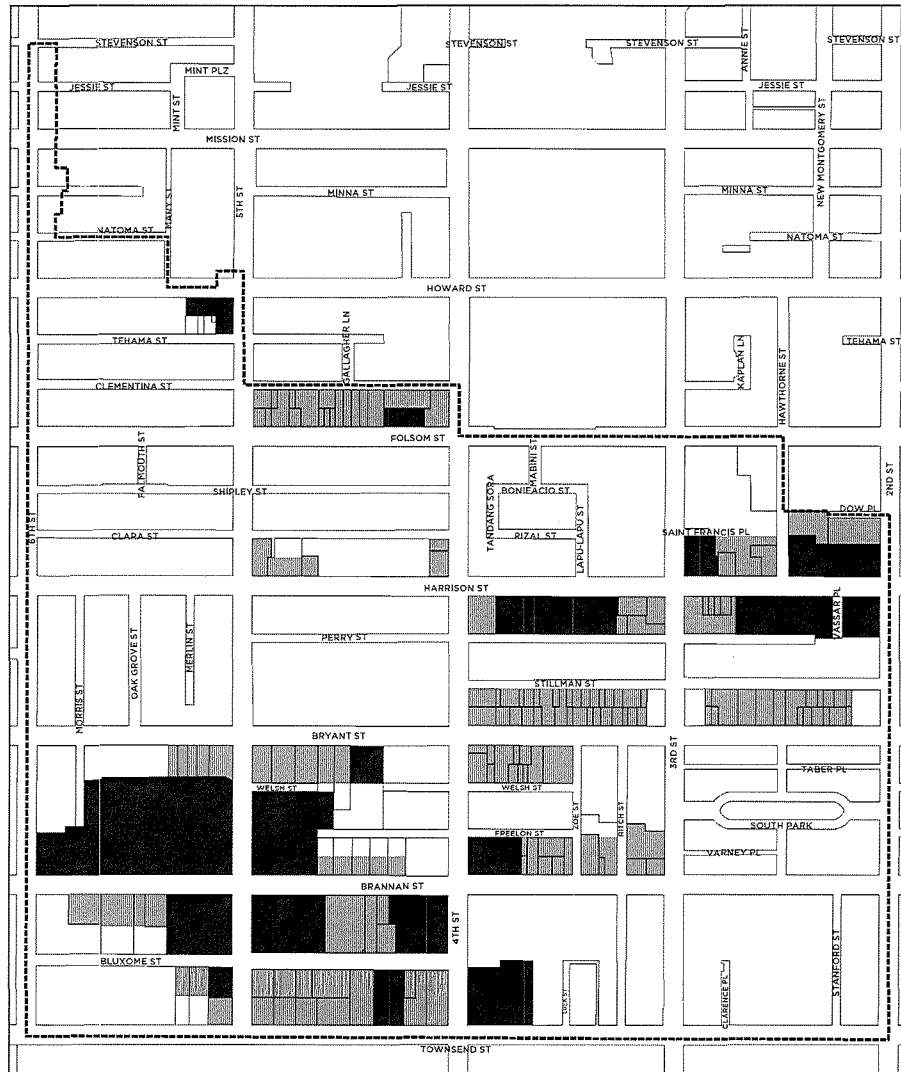 STEVENSON ST
STEVENSON ST
STEVENSON ST
ANNIE ST
STEVENSON ST
MINT PLZ
JESSIE ST
JESSIE ST
JESSIE ST
MINT ST
NEW MONTGOMERY ST
MISSION ST
5TH ST
MINNA ST
MINNA ST
MARY ST
NATOMA ST
NATOMA ST
HOWARD ST
TEHAMA ST
GALLAGHER LN
KAPLAN LN
HAWTHORNE ST
TEHAMA ST
CLEMENTINA ST
FOLSOM ST
FALMOUTH ST
MABINI ST
2ND ST
SHIPLEY ST
TANDANG SORA
BONIFACIO ST
LAPU-LAPU ST
DOW PL
6TH ST
CLARA ST
RIZAL ST
SAINT FRANCIS PL
HARRISON ST
VASSAR PL
MORRIS ST
OAK GROVE ST
MERLIN ST
PERRY ST
STILLMAN ST
BRYANT ST
3RD ST
TABER PL
WELSH ST
WELSH ST
ZOE ST
RITCH ST
SOUTH PARK
FREELON ST
VARNEY PL
BRANNAN ST
4TH ST
BLUXOME ST
LUCK ST
CLARENCE PL
STANFORD ST
TOWNSEND ST